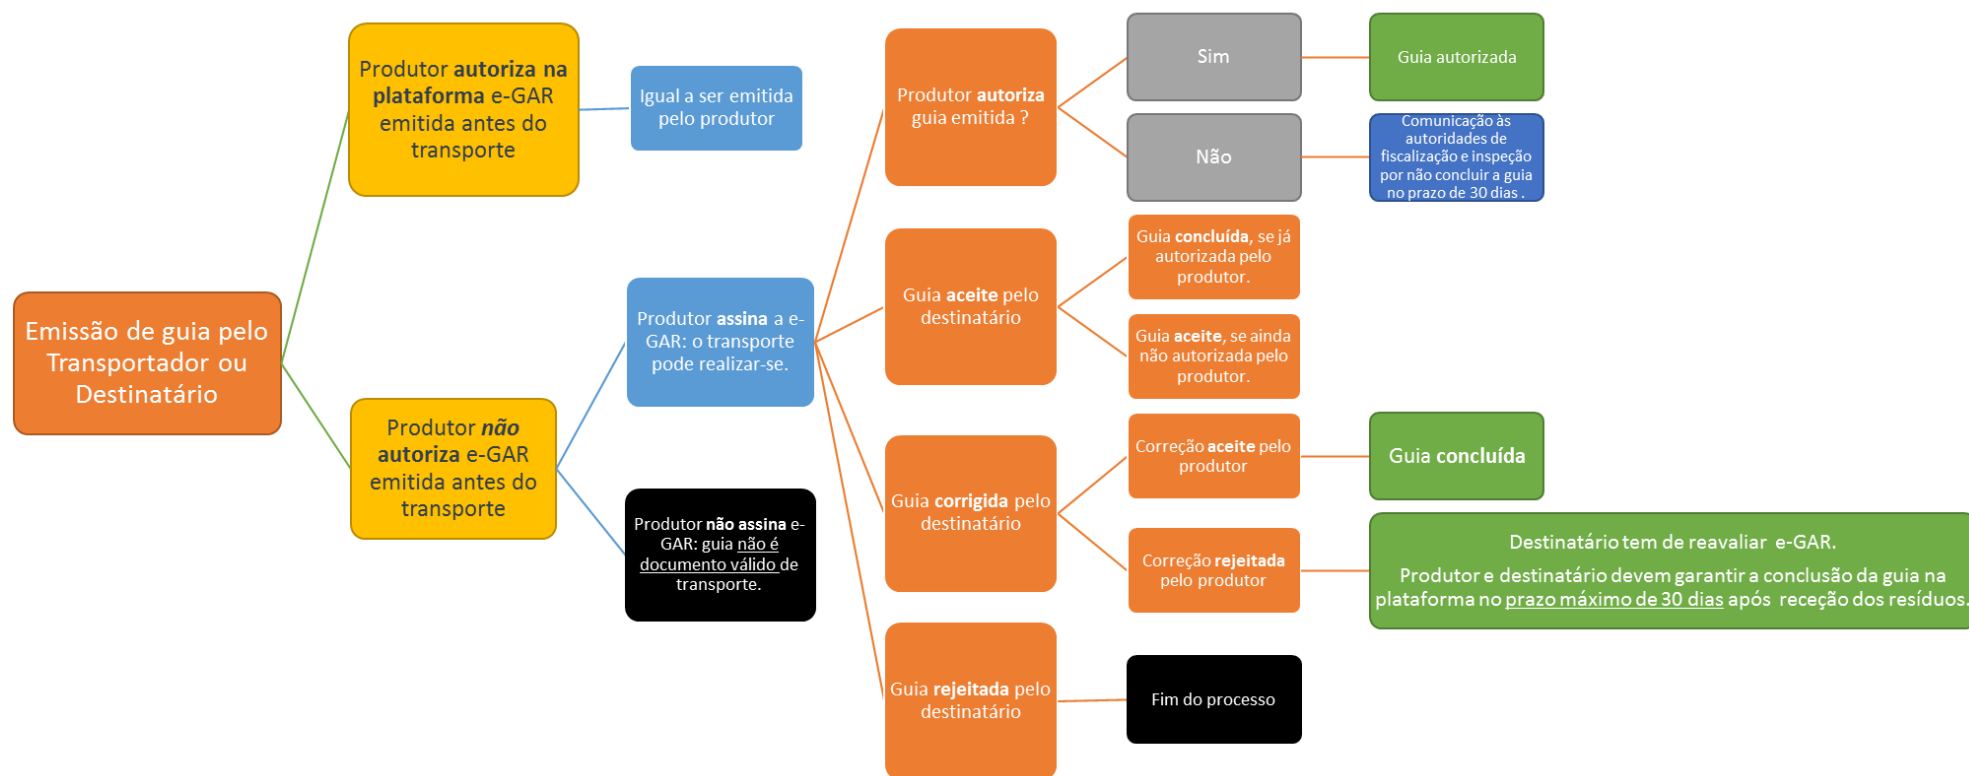 Emissão de guia pelo
Transportador ou
Destinatário
Produtor autoriza na
plataforma e-GAR
emitida antes do
transporte
Igual a ser emitida
pelo produtor
Produtor não
autoriza e-GAR
emitida antes do
transporte
Produtor assina a e-
GAR: o transporte
pode realizar-se.
Produtor não assina e-
GAR: guia não é
documento válido de
transporte.
Produtor autoriza
guia emitida ?
Sim
Guia autorizada
Não
Comunicação às
autoridades de
fiscalização e inspeção
por não concluir a guia
no prazo de 30 dias .
Guia aceite pelo
destinatário
Guia concluída, se já
autorizada pelo
produtor.
Guia aceite, se ainda
não autorizada pelo
produtor.
Guia corrigida pelo
destinatário
Correção aceite pelo
produtor
Guia concluída
Correção rejeitada
pelo produtor
Destinatário tem de reavaliar e-GAR.
Produtor e destinatário devem garantir a conclusão da guia na
plataforma no prazo máximo de 30 dias após receção dos resíduos.
Guia rejeitada pelo
destinatário
Fim do processo